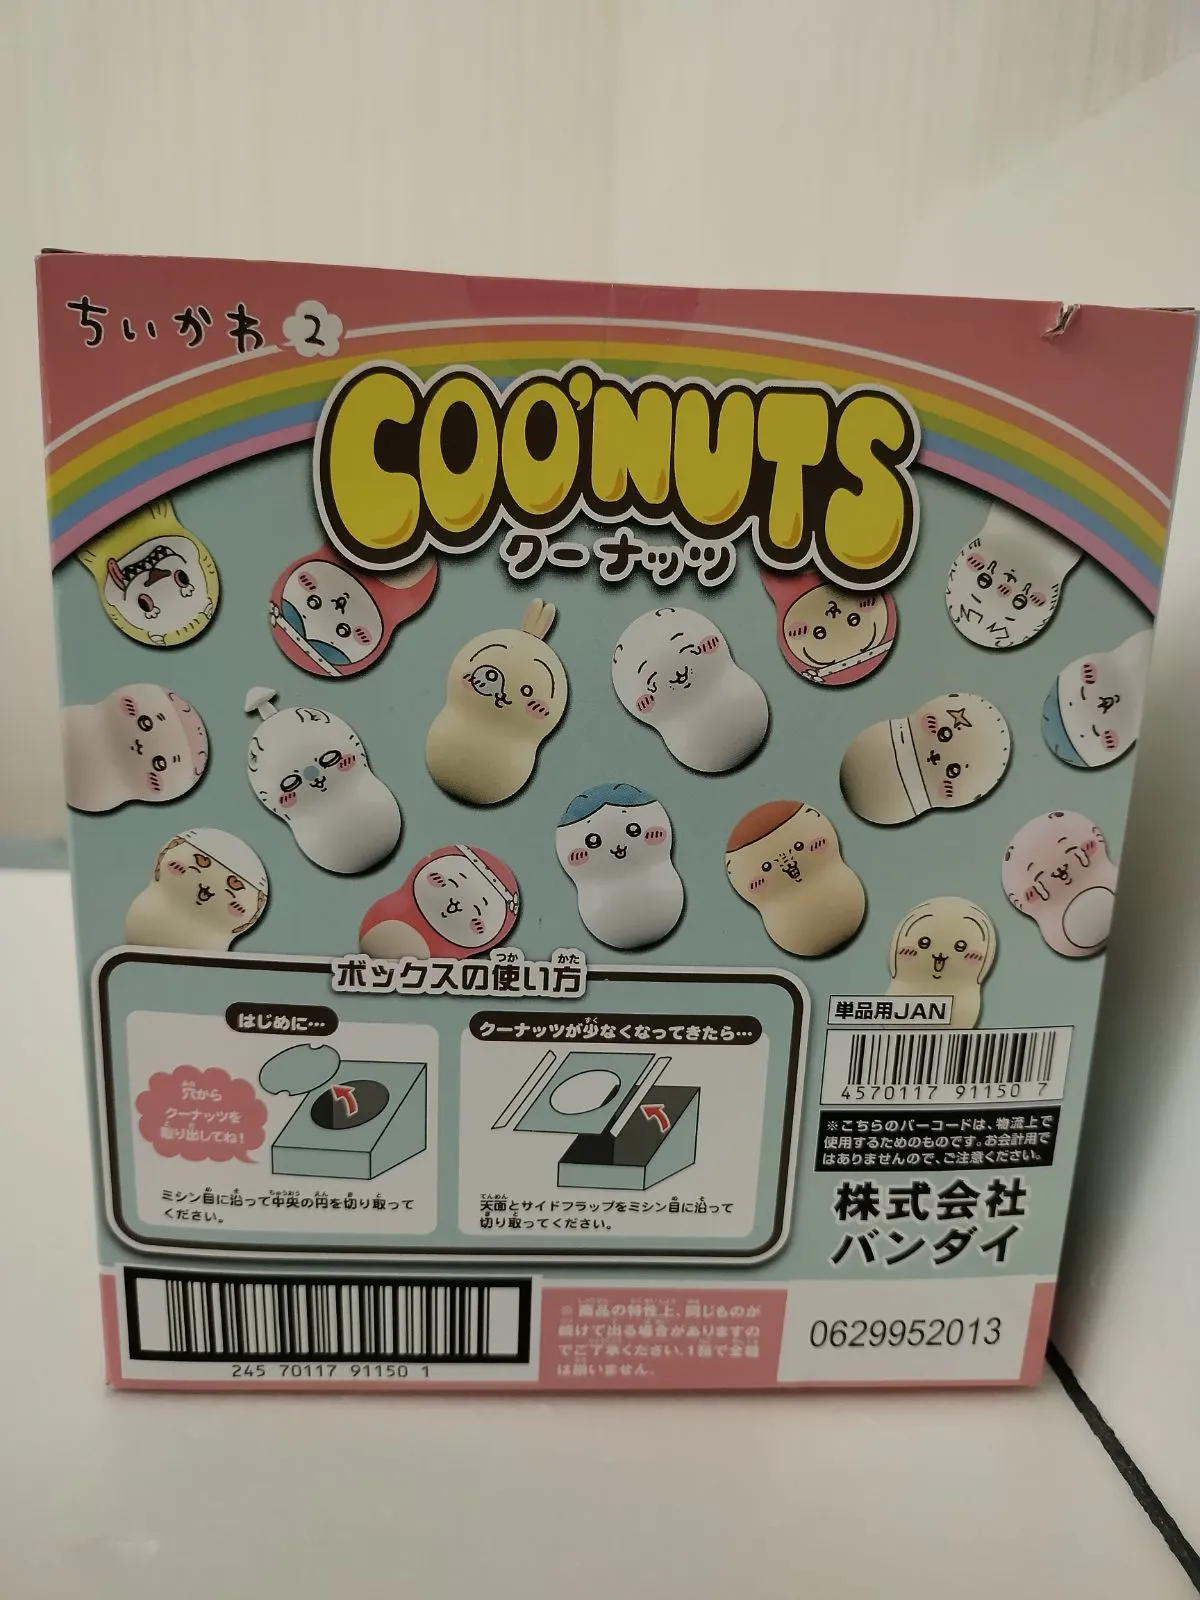 ちいかわ 2
COO'NUTS
クーナッツ
ボックスの使い方
はじめに…
穴から
クーナッツを
取り出してね!
ミシン目に沿って中央の円を切り取って
ください。
クーナッツが少なくなってきたら…
天面とサイドフラップをミシン目に沿って
切り取ってください。
単品用JAN
4570117 91150 7
※こちらのバーコードは、物流上で
使用するためのものです。お会計用で
はありませんので、ご注意ください。
株式会社
バンダイ
245 70117 91150 1
※商品の特性上、同じものが
続けて出る場合がありますの
でご了承ください。1箱で全種
は揃いません。
0629952013